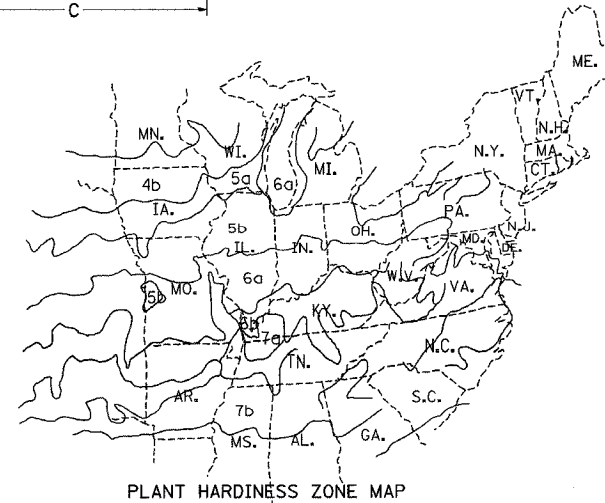 C
ME.
VT.
MN.
N.H.
WI.
N.Y.
MA.
CT.
MI.
4b
5a
6a
IA.
PA.
5b
OH.
N.J.
IL.
IN.
MD.
DE.
6a
W.V.
MO.
5b
VA.
KY.
6b
7a
N.C.
TN.
AR.
S.C.
7b
MS.
AL.
GA.
PLANT HARDINESS ZONE MAP